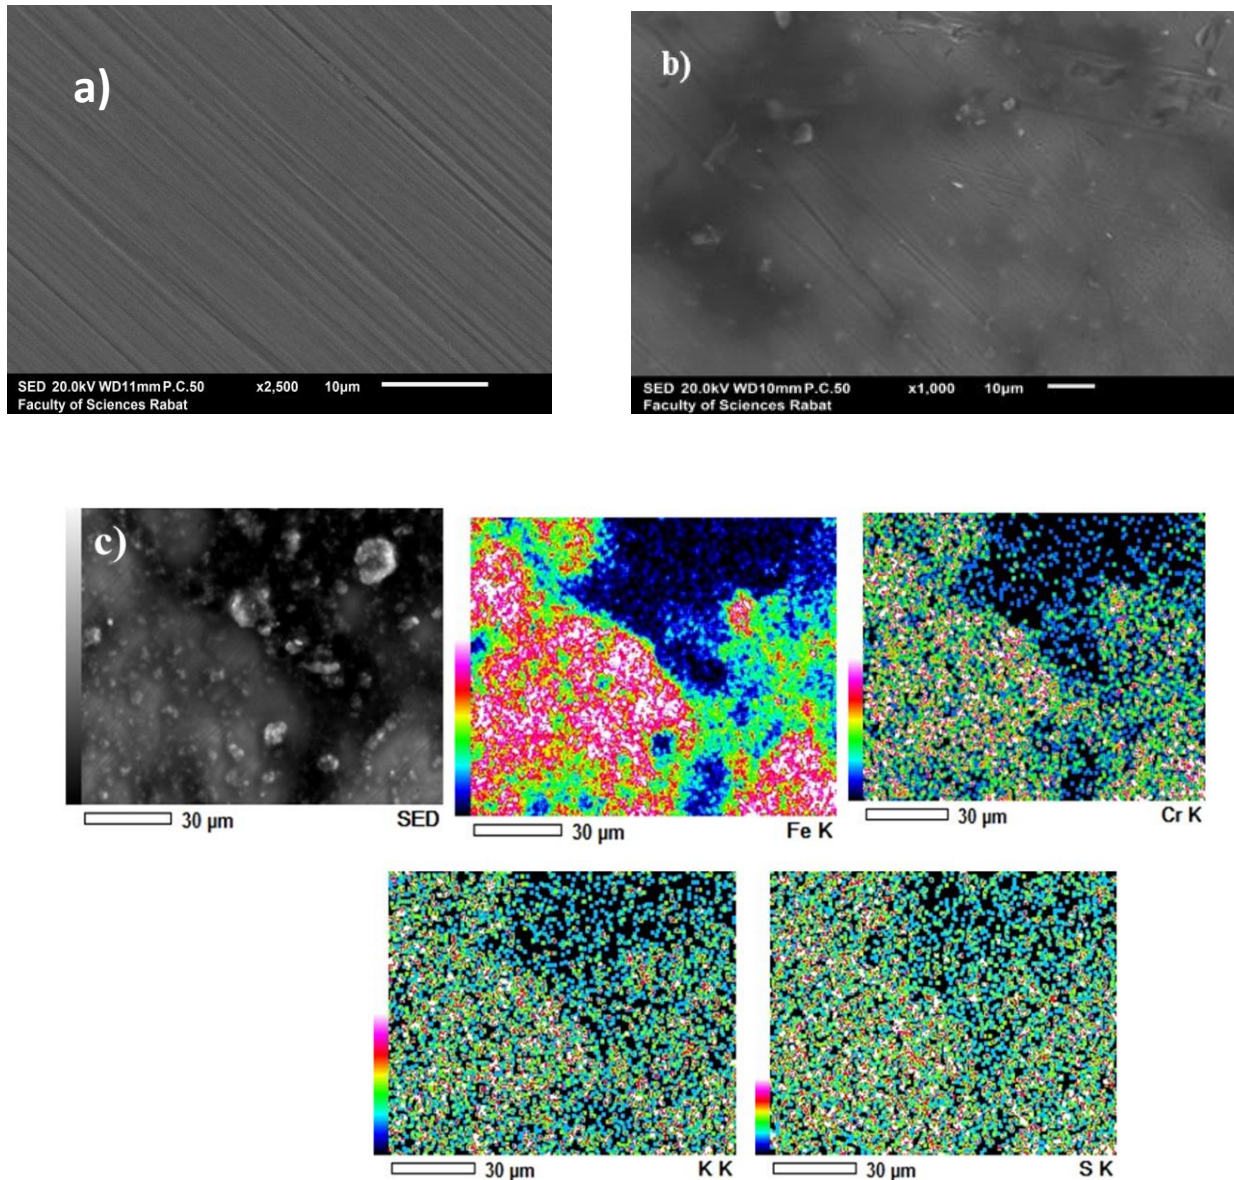 a)
SED 20.0kV WD11mm P.C.50 x2,500 10µm
Faculty of Sciences Rabat
b)
SED 20.0kV WD10mm P.C.50 x1,000 10µm
Faculty of Sciences Rabat
c)
30 µm SED
30 µm Fe K
30 µm Cr K
30 µm K K
30 µm S K